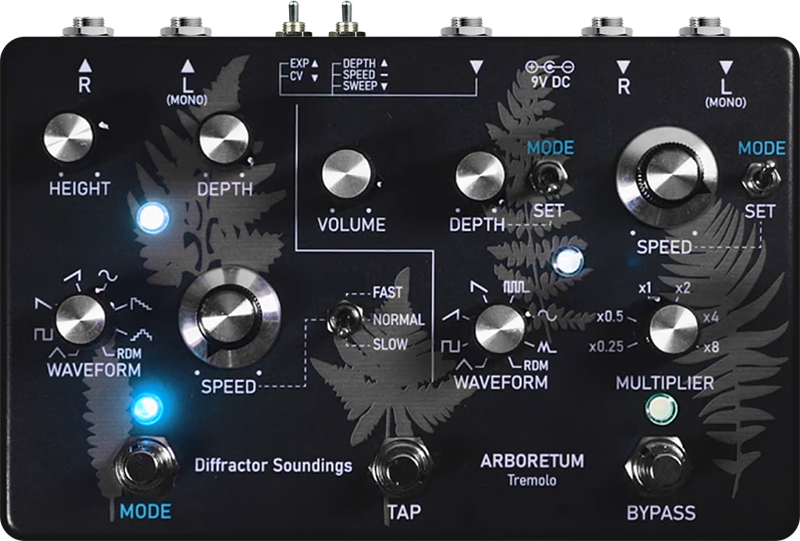 R
L
(MONO)
EXP
CV
DEPTH
SPEED
SWEEP
9V DC
R
L
(MONO)
HEIGHT
DEPTH
VOLUME
DEPTH
MODE
SET
SPEED
MODE
SET
WAVEFORM
RDM
SPEED
FAST
NORMAL
SLOW
WAVEFORM
RDM
x0.25
x0.5
x1
x2
x4
x8
MULTIPLIER
MODE
Diffractor Soundings
TAP
ARBORETUM
Tremolo
BYPASS